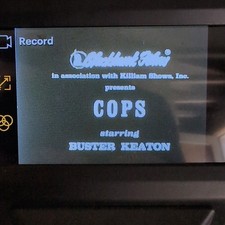 Record
Blackhawk Films®
in association with Killiam Shows, Inc.
presents
COPS
starring
BUSTER KEATON